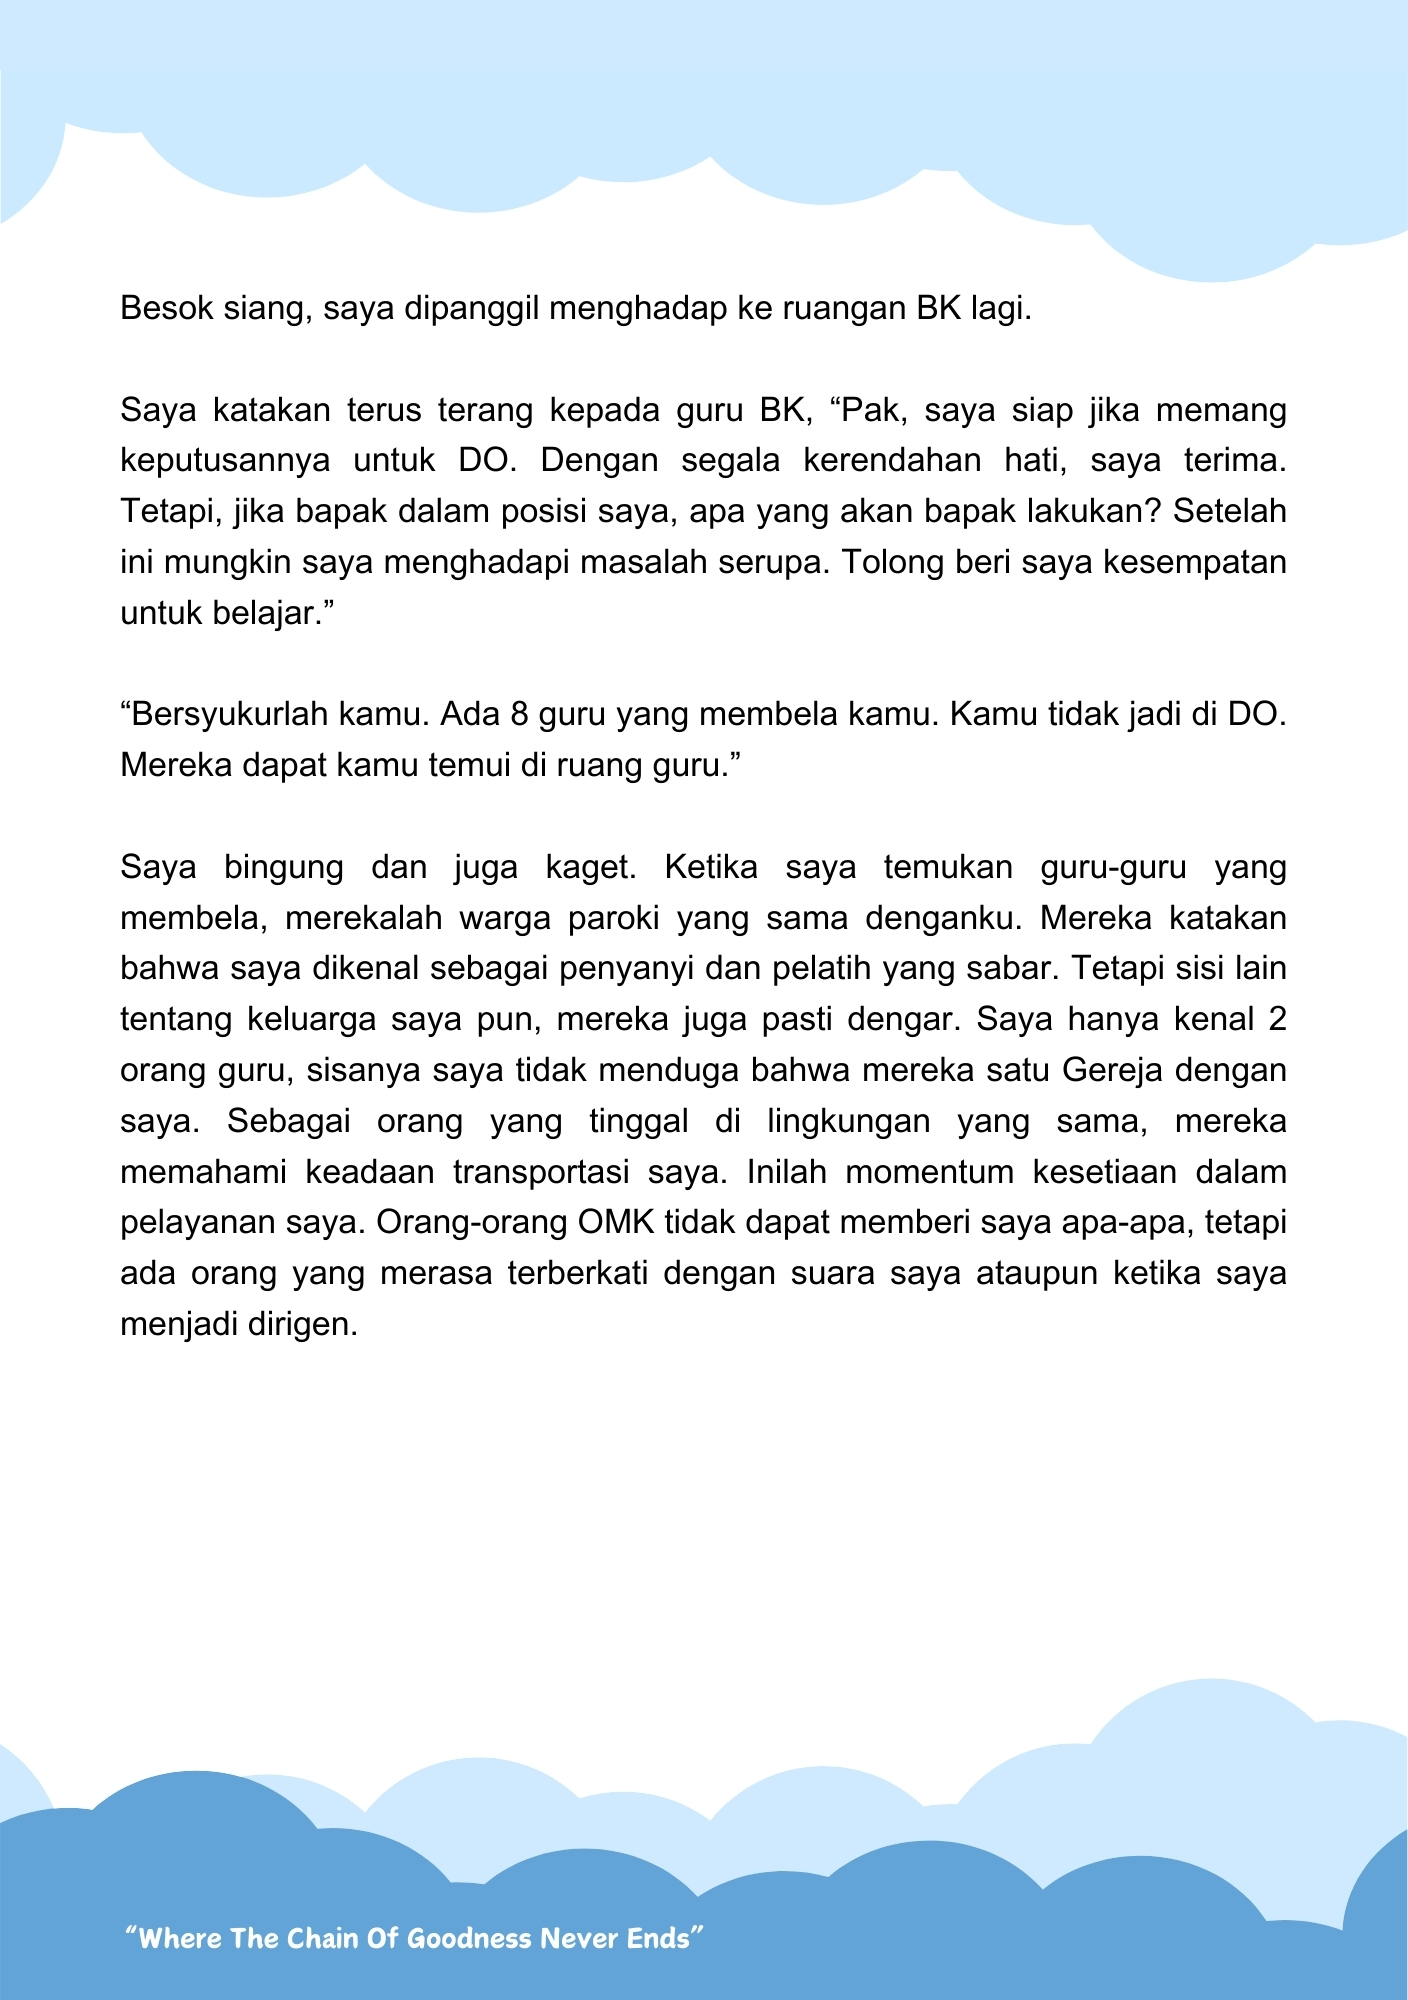 Besok siang, saya dipanggil menghadap ke ruangan BK lagi.
Saya katakan terus terang kepada guru BK, “Pak, saya siap jika memang
keputusannya untuk DO. Dengan segala kerendahan hati, saya terima.
Tetapi, jika bapak dalam posisi saya, apa yang akan bapak lakukan? Setelah
ini mungkin saya menghadapi masalah serupa. Tolong beri saya kesempatan
untuk belajar.”
“Bersyukurlah kamu. Ada 8 guru yang membela kamu. Kamu tidak jadi di DO.
Mereka dapat kamu temui di ruang guru.”
Saya bingung dan juga kaget. Ketika saya temukan guru-guru yang
membela, merekalah warga paroki yang sama denganku. Mereka katakan
bahwa saya dikenal sebagai penyanyi dan pelatih yang sabar. Tetapi sisi lain
tentang keluarga saya pun, mereka juga pasti dengar. Saya hanya kenal 2
orang guru, sisanya saya tidak menduga bahwa mereka satu Gereja dengan
saya. Sebagai orang yang tinggal di lingkungan yang sama, mereka
memahami keadaan transportasi saya. Inilah momentum kesetiaan dalam
pelayanan saya. Orang-orang OMK tidak dapat memberi saya apa-apa, tetapi
ada orang yang merasa terberkati dengan suara saya ataupun ketika saya
menjadi dirigen.
“Where The Chain Of Goodness Never Ends”